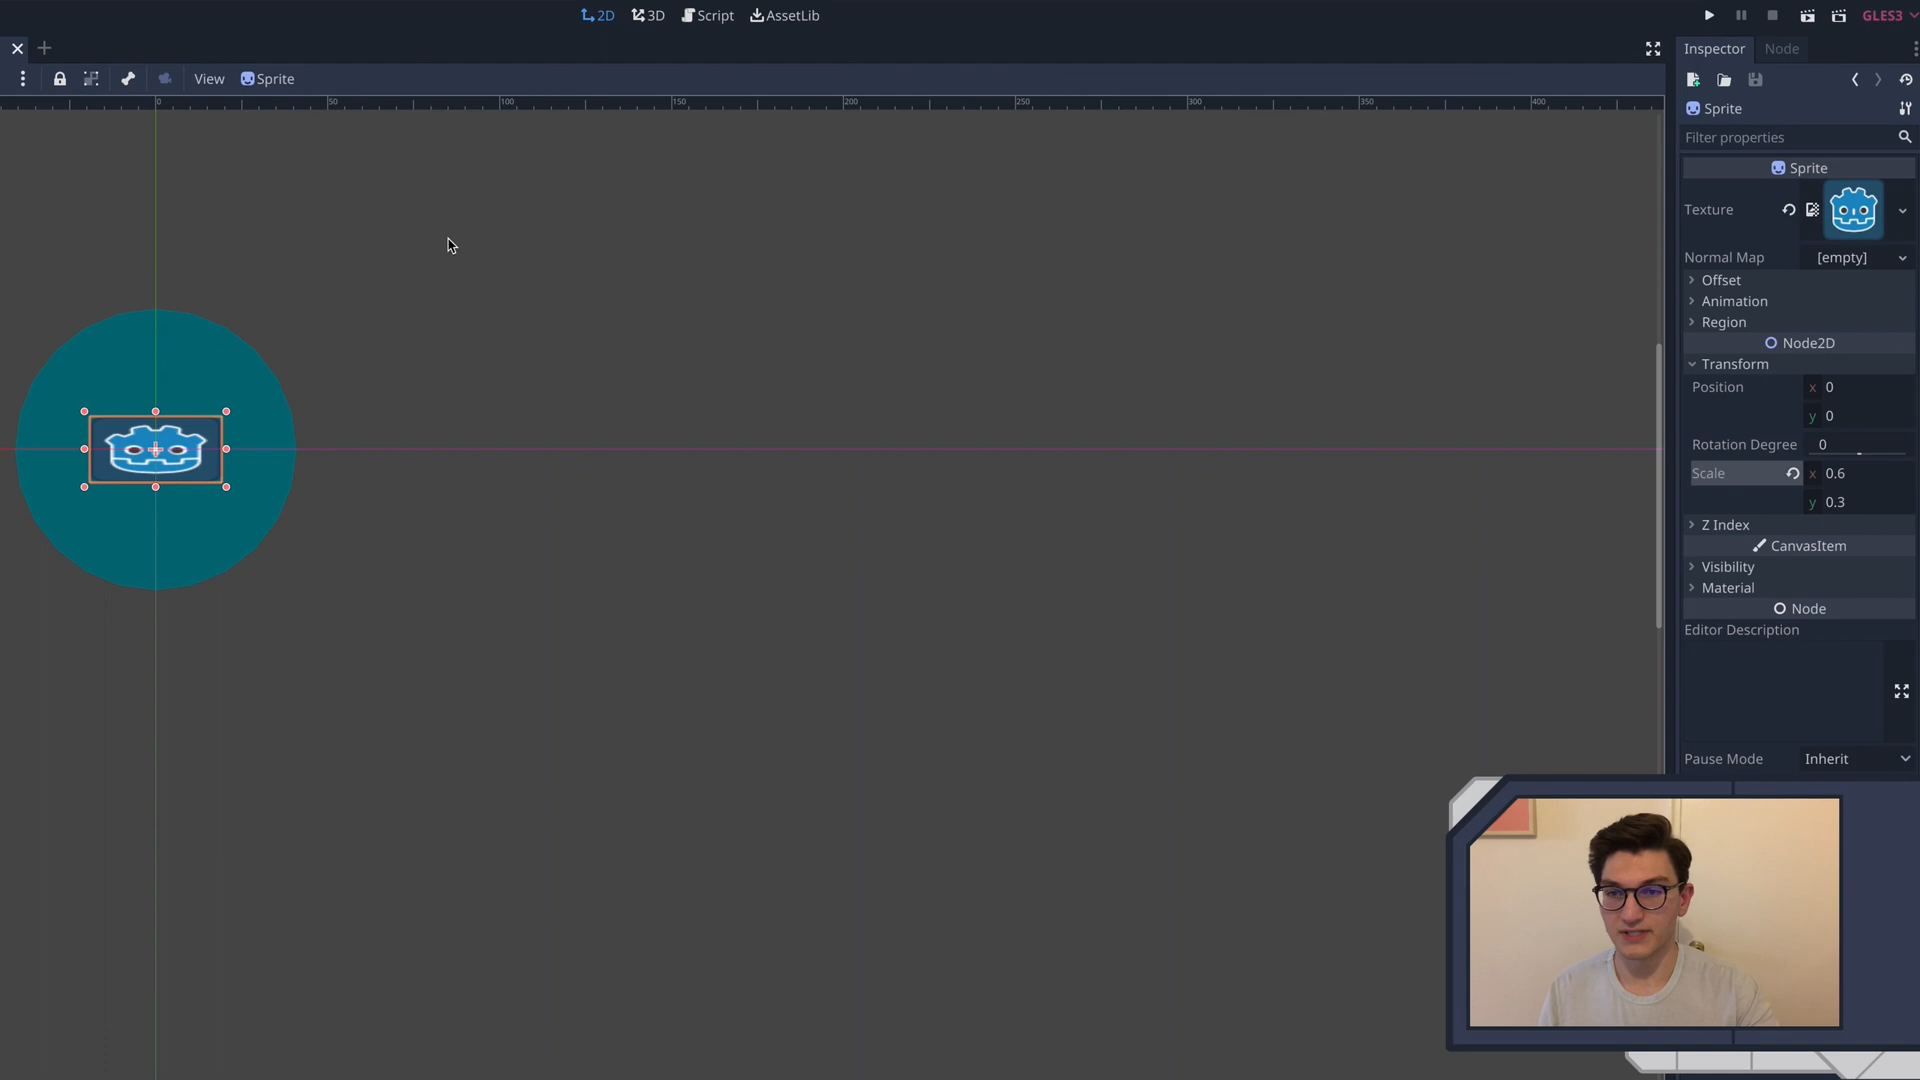 2D 3D Script AssetLib GLES3
Inspector Node
View Sprite
0 50 100 150 200 250 300 350 400
Sprite
Filter properties
Sprite
Texture
Normal Map [empty]
Offset
Animation
Region
Node2D
Transform
Position x 0
y 0
Rotation Degree 0
Scale x 0.6
y 0.3
Z Index
CanvasItem
Visibility
Material
Node
Editor Description
Pause Mode Inherit